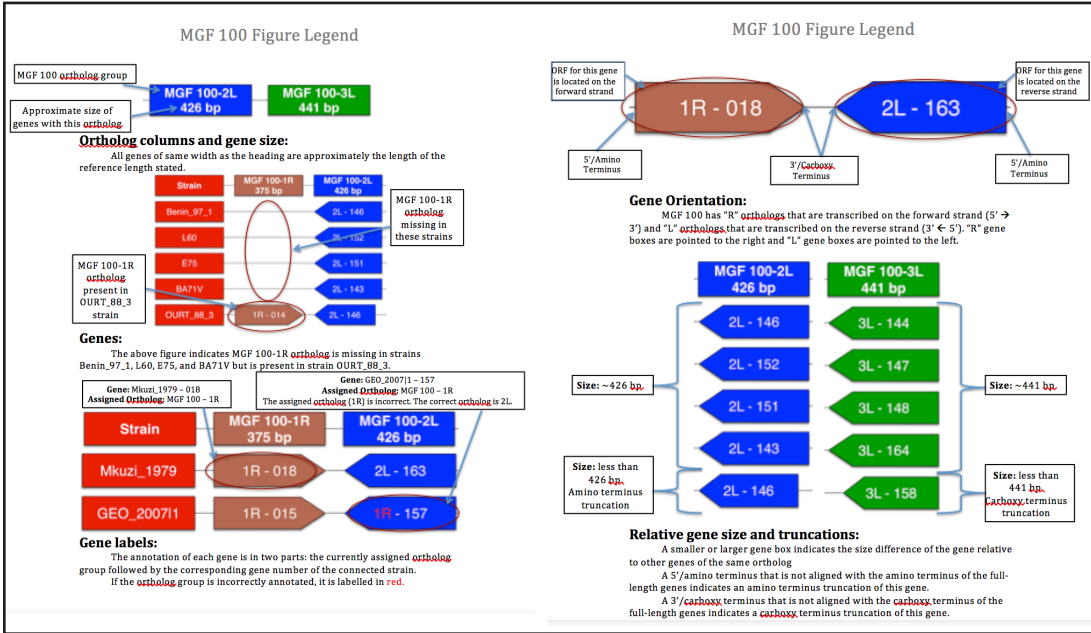 MGF 100 Figure Legend
MGF 100 ortholog group
Approximate size of
genes with this ortholog
MGF 100-2L
426 bp
MGF 100-3L
441 bp
Ortholog columns and gene size:
All genes of same width as the heading are approximately the length of the
reference length stated.
Strain
MGF 100-1R
375 bp
MGF 100-2L
426 bp
Benin_97_1
2L - 146
L60
2L - 152
E75
2L - 151
BA71V
2L - 143
OURT_88_3
1R - 014
2L - 146
MGF 100-1R
ortholog
missing in
these strains
MGF 100-1R
ortholog
present in
OURT_88_3
strain
Genes:
The above figure indicates MGF 100-1R ortholog is missing in strains
Benin_97_1, L60, E75, and BA71V but is present in strain OURT_88_3.
Gene: Mkuzi_1979 – 018
Assigned Ortholog: MGF 100 – 1R
Gene: GEO_2007|1 – 157
Assigned Ortholog: MGF 100 – 1R
The assigned ortholog (1R) is incorrect. The correct ortholog is 2L.
Strain
MGF 100-1R
375 bp
MGF 100-2L
426 bp
Mkuzi_1979
1R - 018
2L - 163
GEO_2007l1
1R - 015
1R - 157
Gene labels:
The annotation of each gene is in two parts: the currently assigned ortholog
group followed by the corresponding gene number of the connected strain.
If the ortholog group is incorrectly annotated, it is labelled in red.
MGF 100 Figure Legend
ORF for this gene
is located on the
forward strand
1R - 018
2L - 163
ORF for this gene
is located on the
reverse strand
5'/Amino
Terminus
3'/Carboxy
Terminus
5'/Amino
Terminus
Gene Orientation:
MGF 100 has "R" orthologs that are transcribed on the forward strand (5' →
3') and "L" orthologs that are transcribed on the reverse strand (3' ← 5'). "R" gene
boxes are pointed to the right and "L" gene boxes are pointed to the left.
MGF 100-2L
426 bp
MGF 100-3L
441 bp
2L - 146
3L - 144
2L - 152
3L - 147
2L - 151
3L - 148
2L - 143
3L - 164
2L - 146
3L - 158
Size: ~426 bp.
Size: ~441 bp.
Size: less than
426 bp.
Amino terminus
truncation
Size: less than
441 bp.
Carboxy terminus
truncation
Relative gene size and truncations:
A smaller or larger gene box indicates the size difference of the gene relative
to other genes of the same ortholog
A 5'/amino terminus that is not aligned with the amino terminus of the full-
length genes indicates an amino terminus truncation of this gene.
A 3'/carboxy terminus that is not aligned with the carboxy terminus of the
full-length genes indicates a carboxy terminus truncation of this gene.